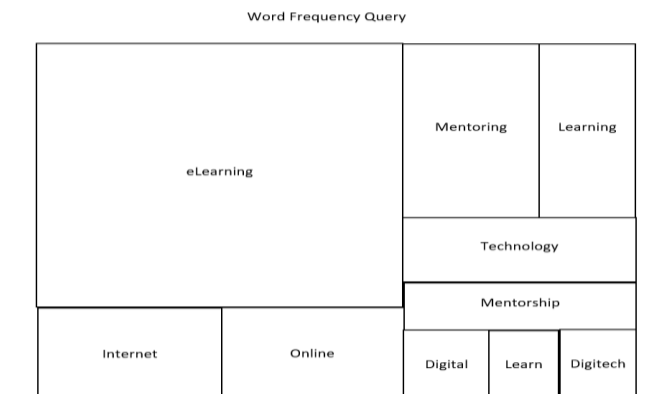 Word Frequency Query
eLearning
Mentoring
Learning
Technology
Mentorship
Internet
Online
Digital
Learn
Digitech